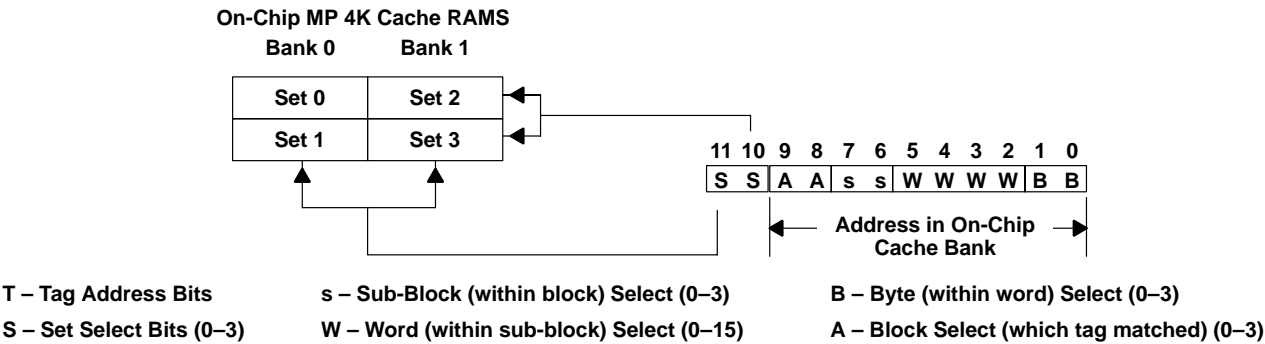 On-Chip MP 4K Cache RAMS
Bank 0 Bank 1
Set 0 Set 2
Set 1 Set 3
11 10 9 8 7 6 5 4 3 2 1 0
S S A A s s W W W W B B
Address in On-Chip
Cache Bank
T – Tag Address Bits s – Sub-Block (within block) Select (0–3) B – Byte (within word) Select (0–3)
S – Set Select Bits (0–3) W – Word (within sub-block) Select (0–15) A – Block Select (which tag matched) (0–3)